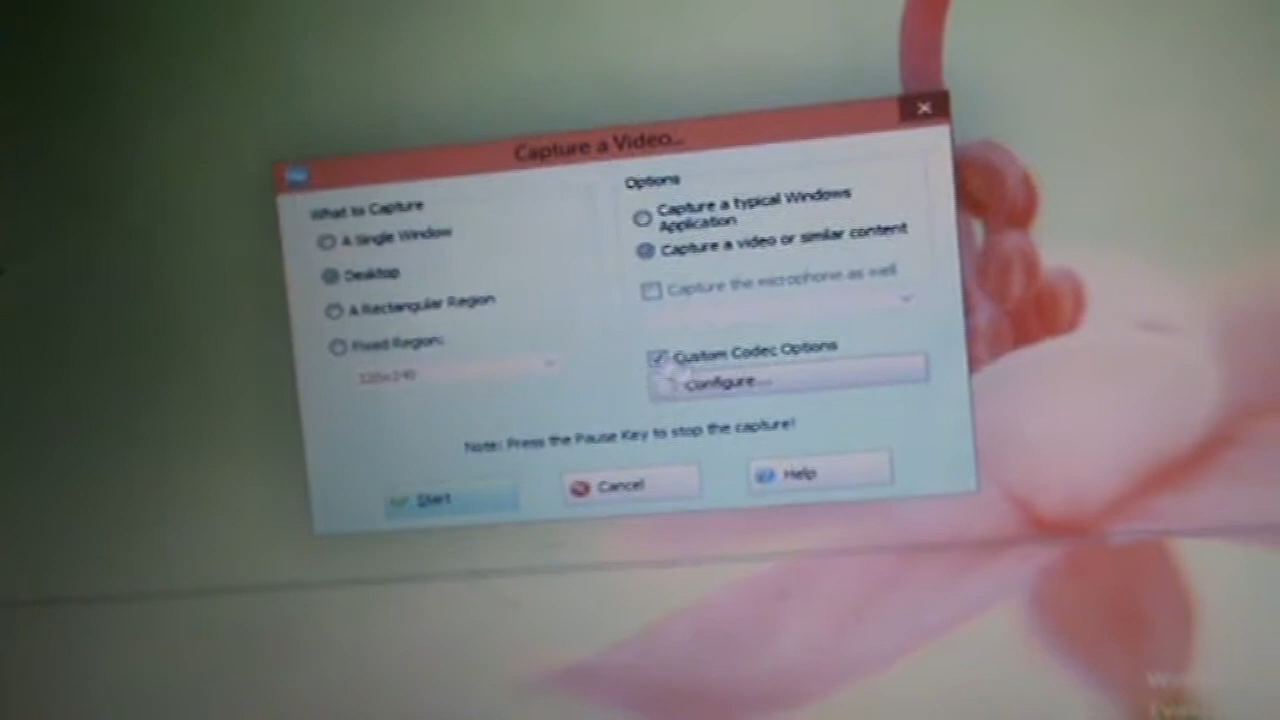 Capture a Video...
What to Capture
A Single Window
Desktop
A Rectangular Region
Fixed Region:
320x240
Options
Capture a typical Windows
Application
Capture a video or similar content
Capture the microphone as well
Custom Codec Options
Configure...
Note: Press the Pause Key to stop the capture!
Start
Cancel
Help